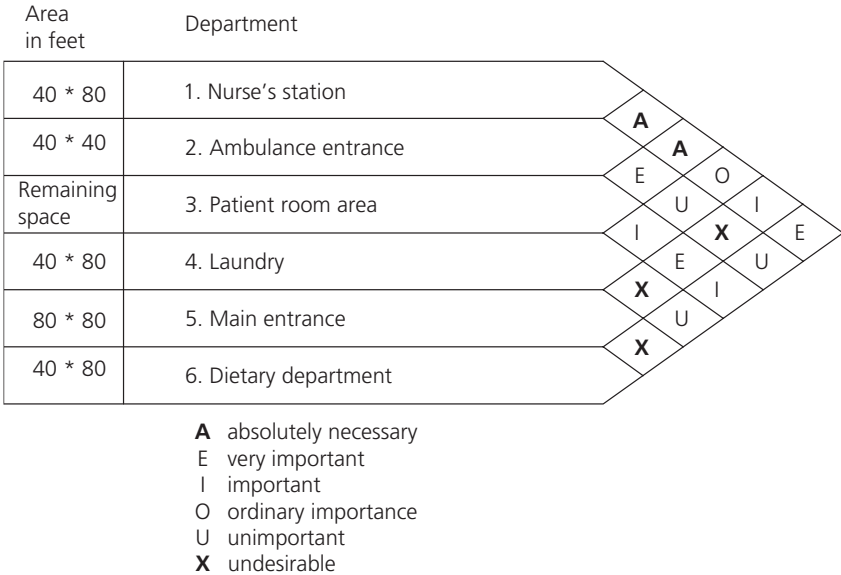 Area
in feet
Department
40 * 80
1. Nurse's station
40 * 40
2. Ambulance entrance
Remaining
space
3. Patient room area
40 * 80
4. Laundry
80 * 80
5. Main entrance
40 * 80
6. Dietary department
A
A
E
O
U
I
I
X
E
E
U
X
I
U
X
A absolutely necessary
E very important
I important
O ordinary importance
U unimportant
X undesirable